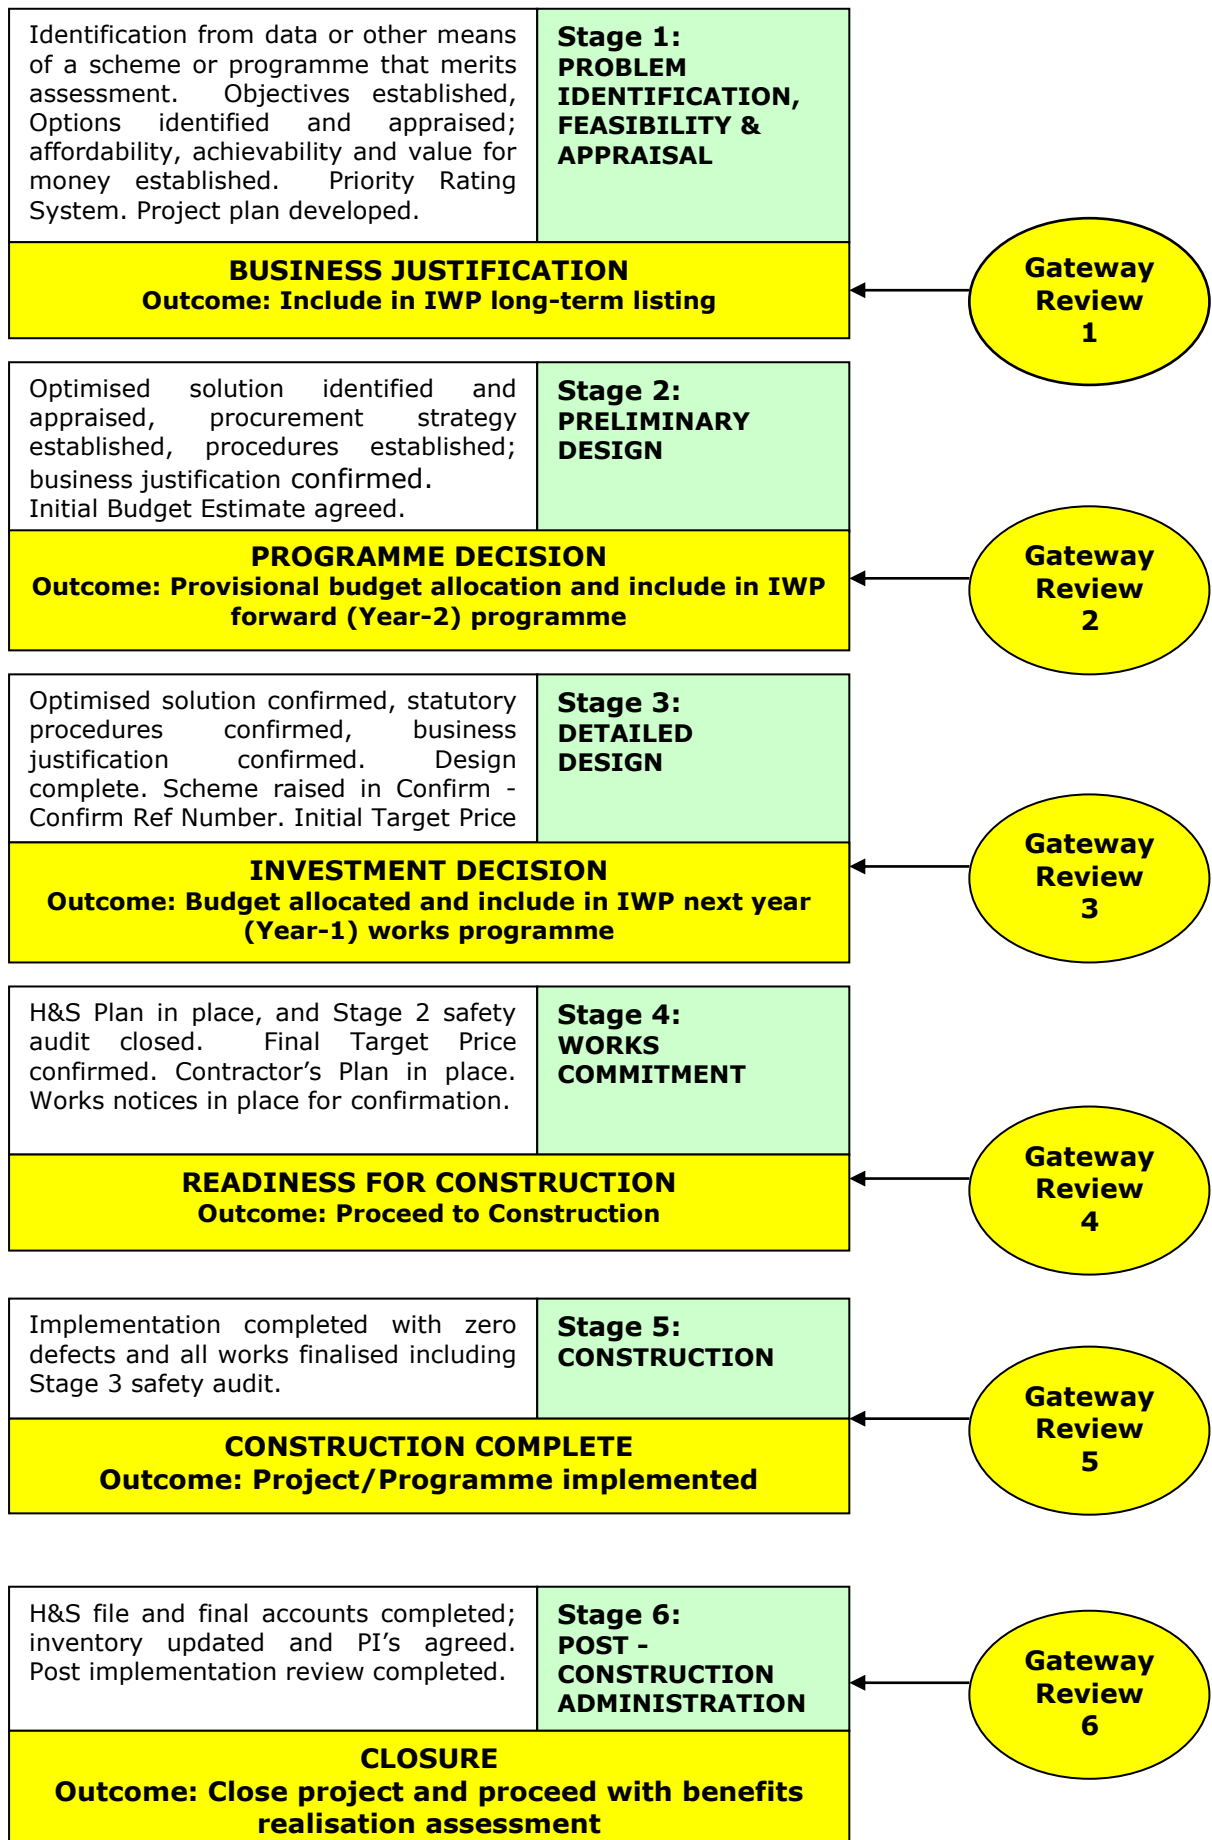 Identification from data or other means
of a scheme or programme that merits
assessment. Objectives established,
Options identified and appraised;
affordability, achievability and value for
money established. Priority Rating
System. Project plan developed.
Stage 1:
PROBLEM
IDENTIFICATION,
FEASIBILITY &
APPRAISAL
BUSINESS JUSTIFICATION
Outcome: Include in IWP long-term listing
Gateway
Review
1
Optimised solution identified and
appraised, procurement strategy
established, procedures established;
business justification confirmed.
Initial Budget Estimate agreed.
Stage 2:
PRELIMINARY
DESIGN
PROGRAMME DECISION
Outcome: Provisional budget allocation and include in IWP
forward (Year-2) programme
Gateway
Review
2
Optimised solution confirmed, statutory
procedures confirmed, business
justification confirmed. Design
complete. Scheme raised in Confirm -
Confirm Ref Number. Initial Target Price
Stage 3:
DETAILED
DESIGN
INVESTMENT DECISION
Outcome: Budget allocated and include in IWP next year
(Year-1) works programme
Gateway
Review
3
H&S Plan in place, and Stage 2 safety
audit closed. Final Target Price
confirmed. Contractor’s Plan in place.
Works notices in place for confirmation.
Stage 4:
WORKS
COMMITMENT
READINESS FOR CONSTRUCTION
Outcome: Proceed to Construction
Gateway
Review
4
Implementation completed with zero
defects and all works finalised including
Stage 3 safety audit.
Stage 5:
CONSTRUCTION
CONSTRUCTION COMPLETE
Outcome: Project/Programme implemented
Gateway
Review
5
H&S file and final accounts completed;
inventory updated and PI’s agreed.
Post implementation review completed.
Stage 6:
POST -
CONSTRUCTION
ADMINISTRATION
CLOSURE
Outcome: Close project and proceed with benefits
realisation assessment
Gateway
Review
6